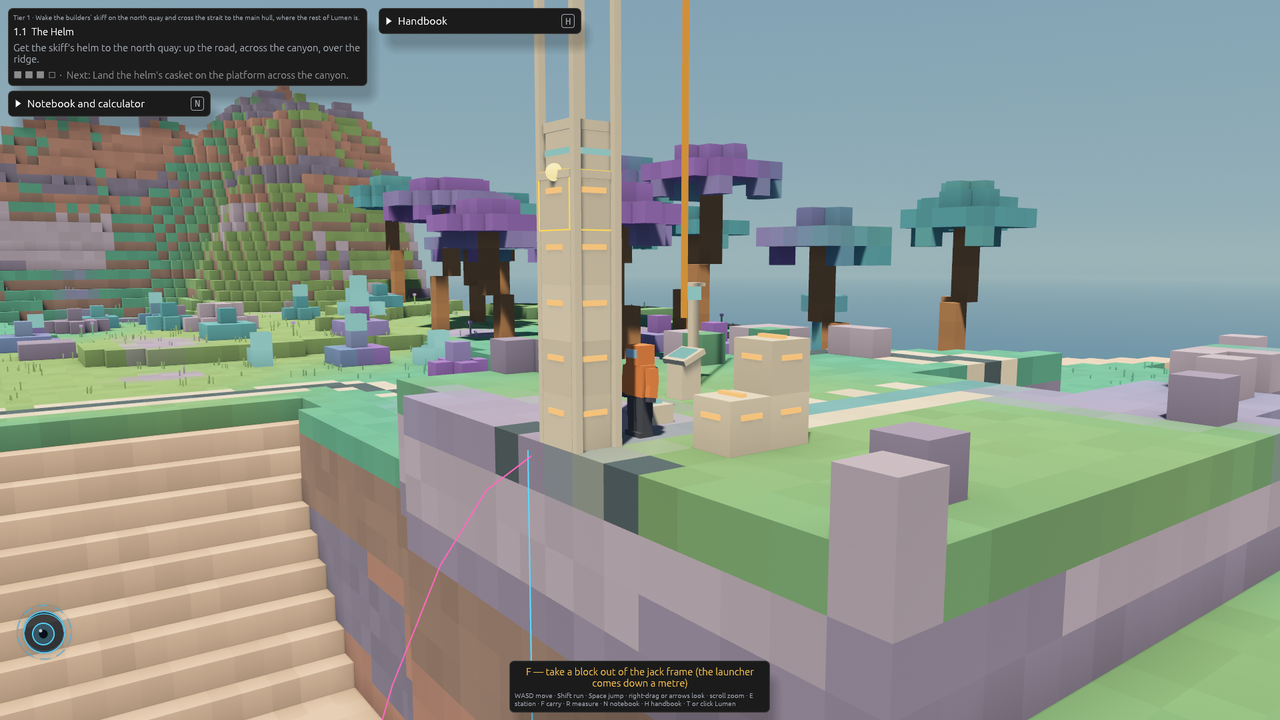 Tier 1 · Wake the builders' skiff on the north quay and cross the strait to the main hull, where the rest of Lumen is.
1.1 The Helm
Get the skiff's helm to the north quay: up the road, across the canyon, over the
ridge.
· Next: Land the helm's casket on the platform across the canyon.
Notebook and calculator N
Handbook H
F — take a block out of the jack frame (the launcher
comes down a metre)
WASD move · Shift run · Space jump · right-drag or arrows look · scroll zoom · E
station · F carry · R measure · N notebook · H handbook · T or click Lumen